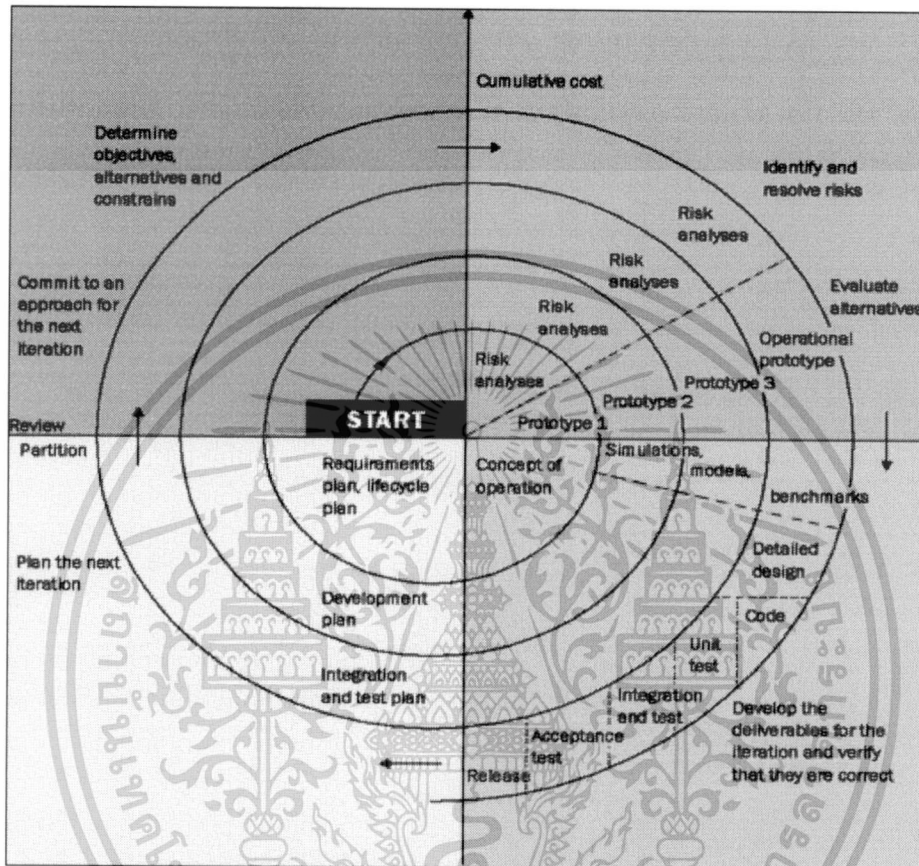 Cumulative cost
Determine
objectives,
alternatives and
constrains
Identify and
resolve risks
Risk
analyses
Risk
analyses
Risk
analyses
Risk
analyses
Commit to an
approach for
the next
iteration
Evaluate
alternatives
Operational
prototype
Prototype 3
Prototype 2
Prototype 1
START
Review
Partition
Requirements
plan, lifecycle
plan
Concept of
operation
Simulations,
models,
benchmarks
Plan the next
iteration
Detailed
design
Development
plan
Code
Unit
test
Integration
and test plan
Integration
and test
Acceptance
test
Release
Develop the
deliverables for the
iteration and verify
that they are correct